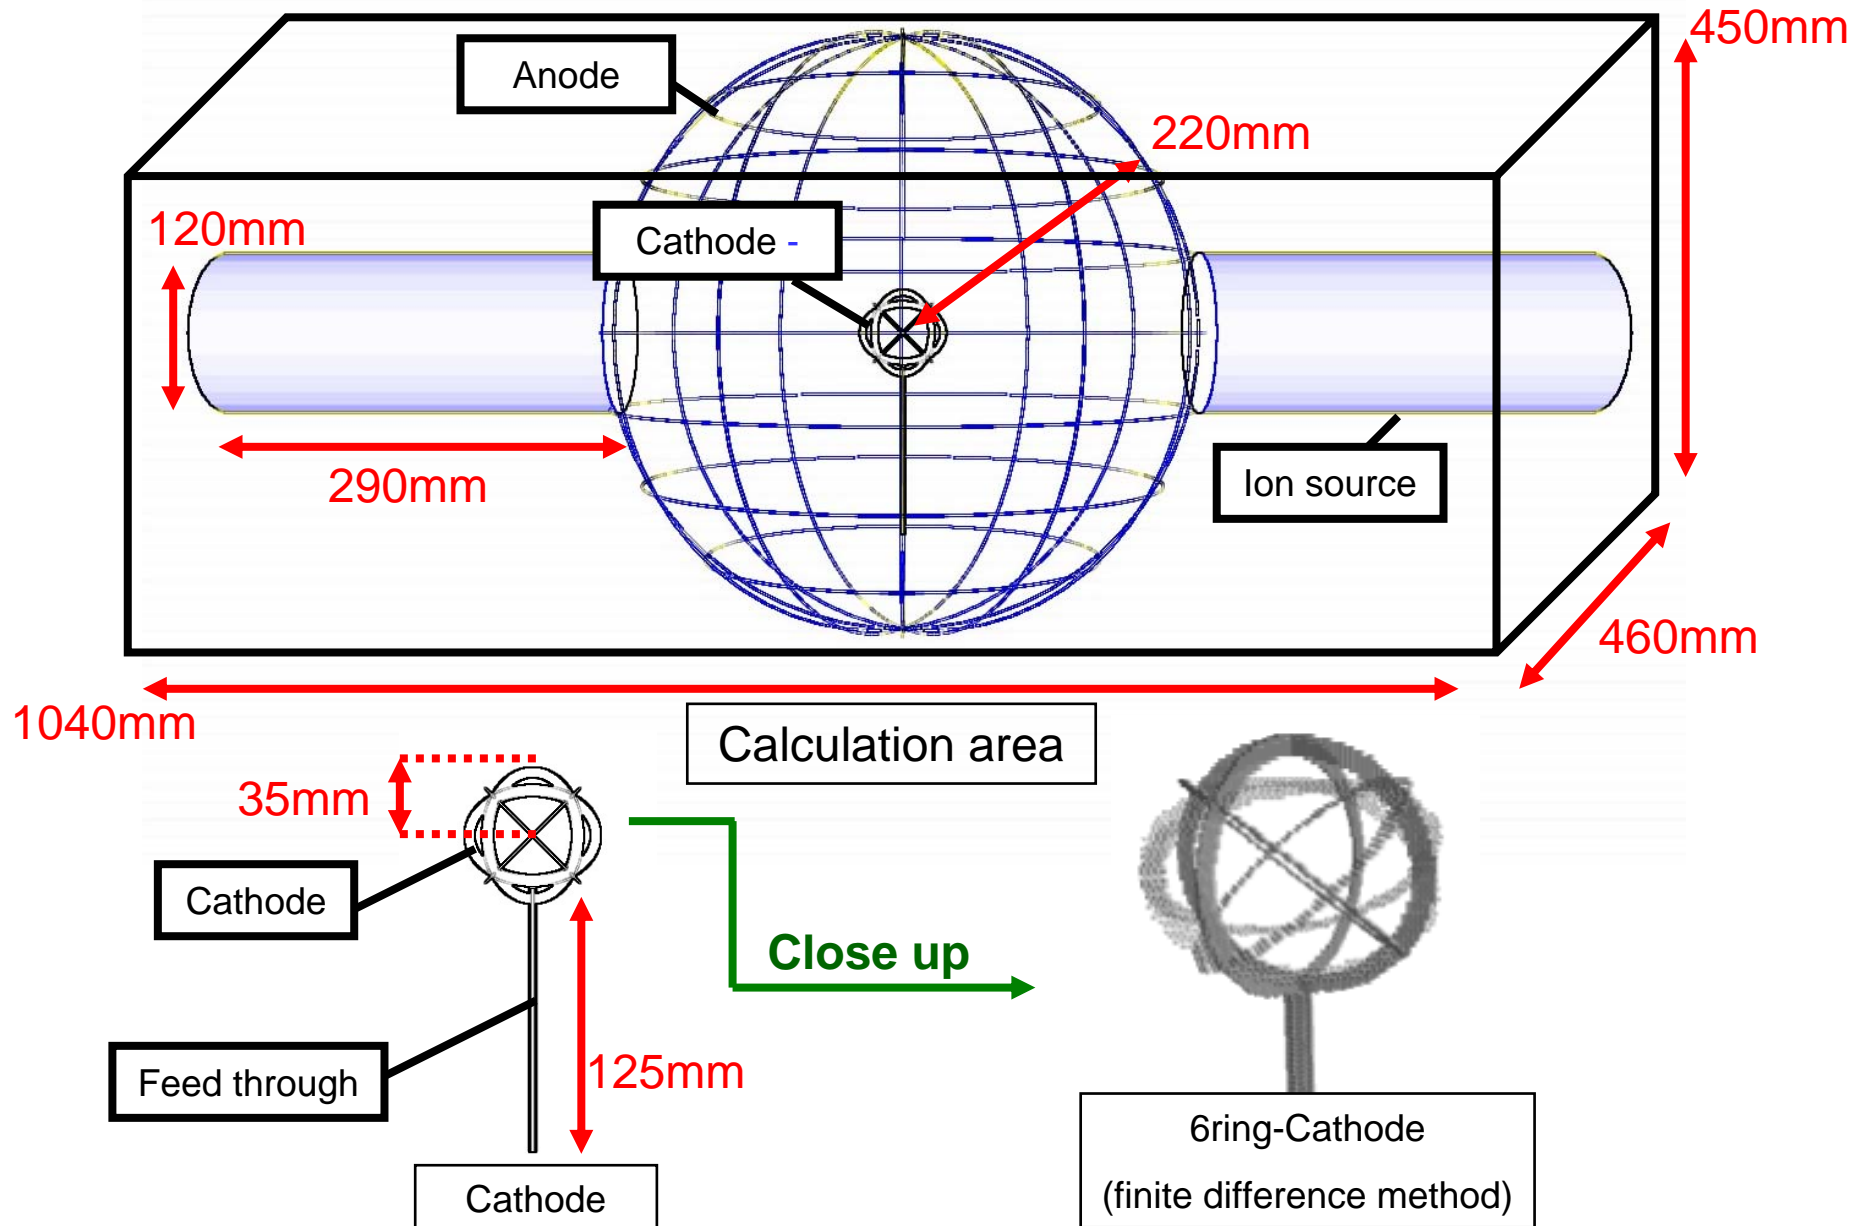 450mm
Anode
220mm
120mm
Cathode -
290mm
Ion source
460mm
1040mm
Calculation area
35mm
Cathode
Close up
Feed through
125mm
Cathode
6ring-Cathode
(finite difference method)